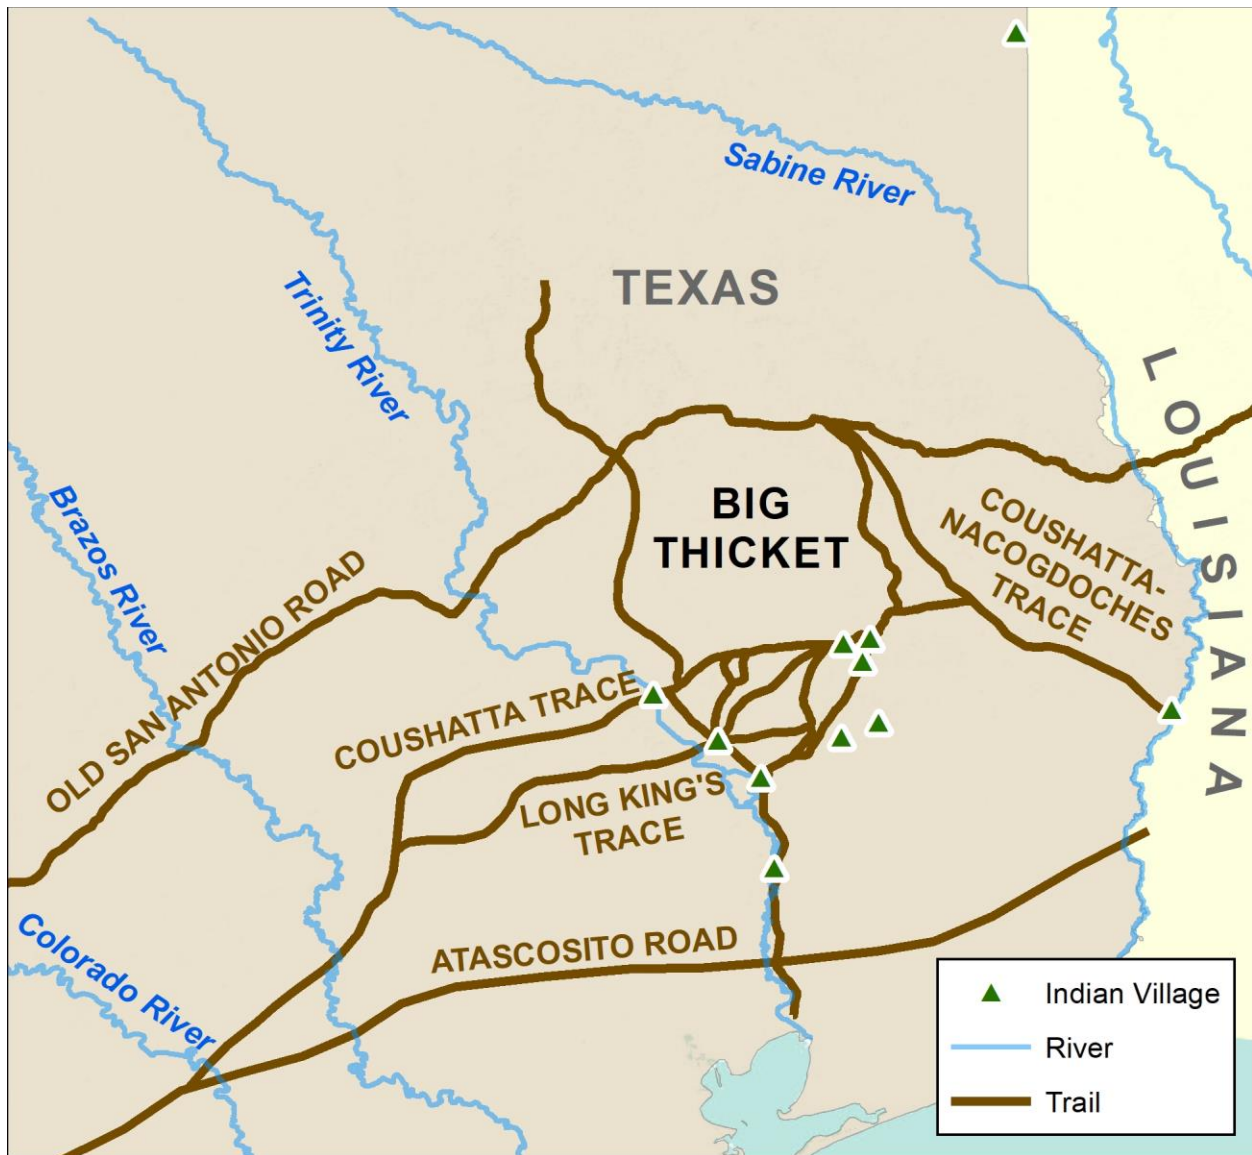 Sabine River
TEXAS
Trinity River
LOUISIANA
BIG
THICKET
COUSHATTA-
NACOGDOCHES
TRACE
Brazos River
OLD SAN ANTONIO ROAD
COUSHATTA TRACE
LONG KING'S
TRACE
ATASCOSITO ROAD
Colorado River
Indian Village
River
Trail